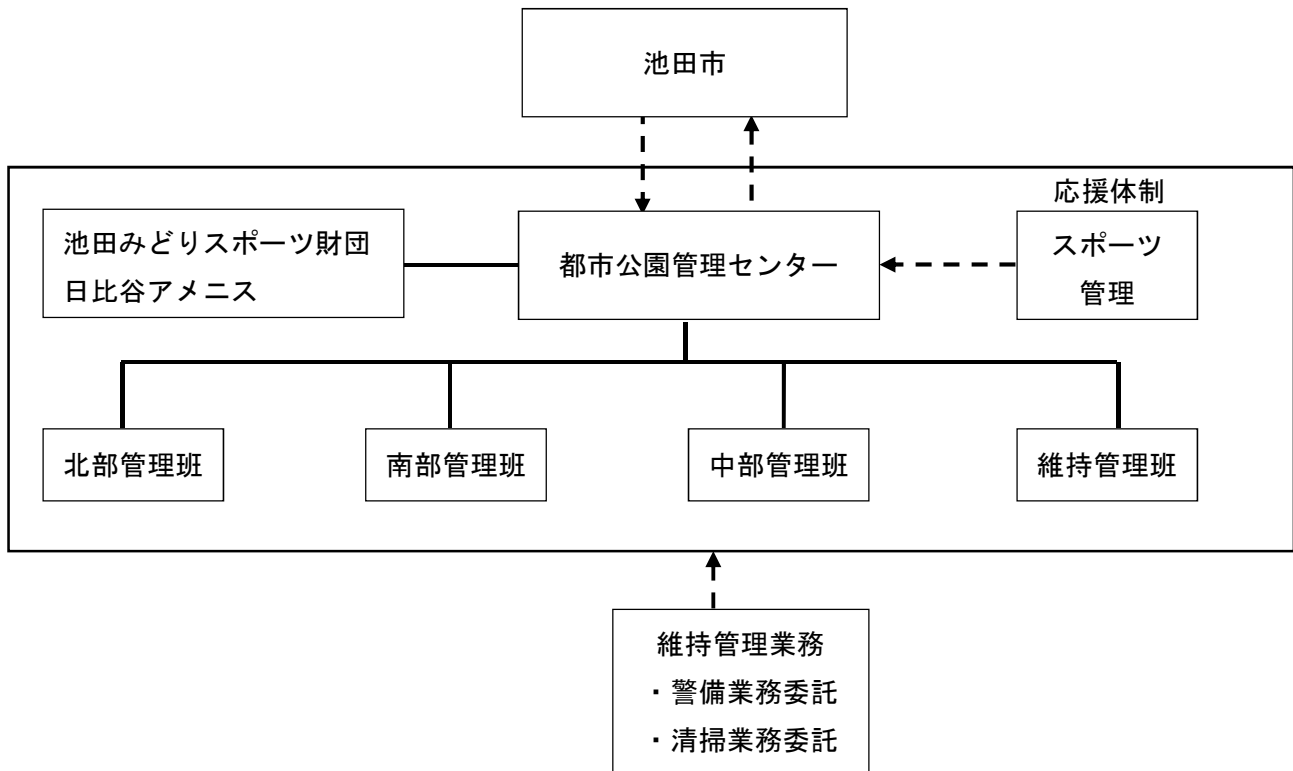 池田市
応援体制
池田みどりスポーツ財団
日比谷アメニス
都市公園管理センター
スポーツ
管理
北部管理班
南部管理班
中部管理班
維持管理班
維持管理業務
・警備業務委託
・清掃業務委託